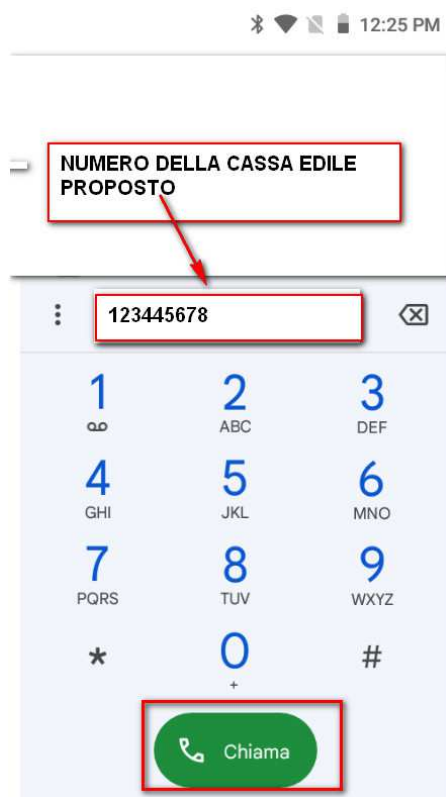 12:25 PM
NUMERO DELLA CASSA EDILE
PROPOSTO
123445678
1 2 3
ABC DEF
4 5 6
GHI JKL MNO
7 8 9
PQRS TUV WXYZ
* 0 #
+
Chiama